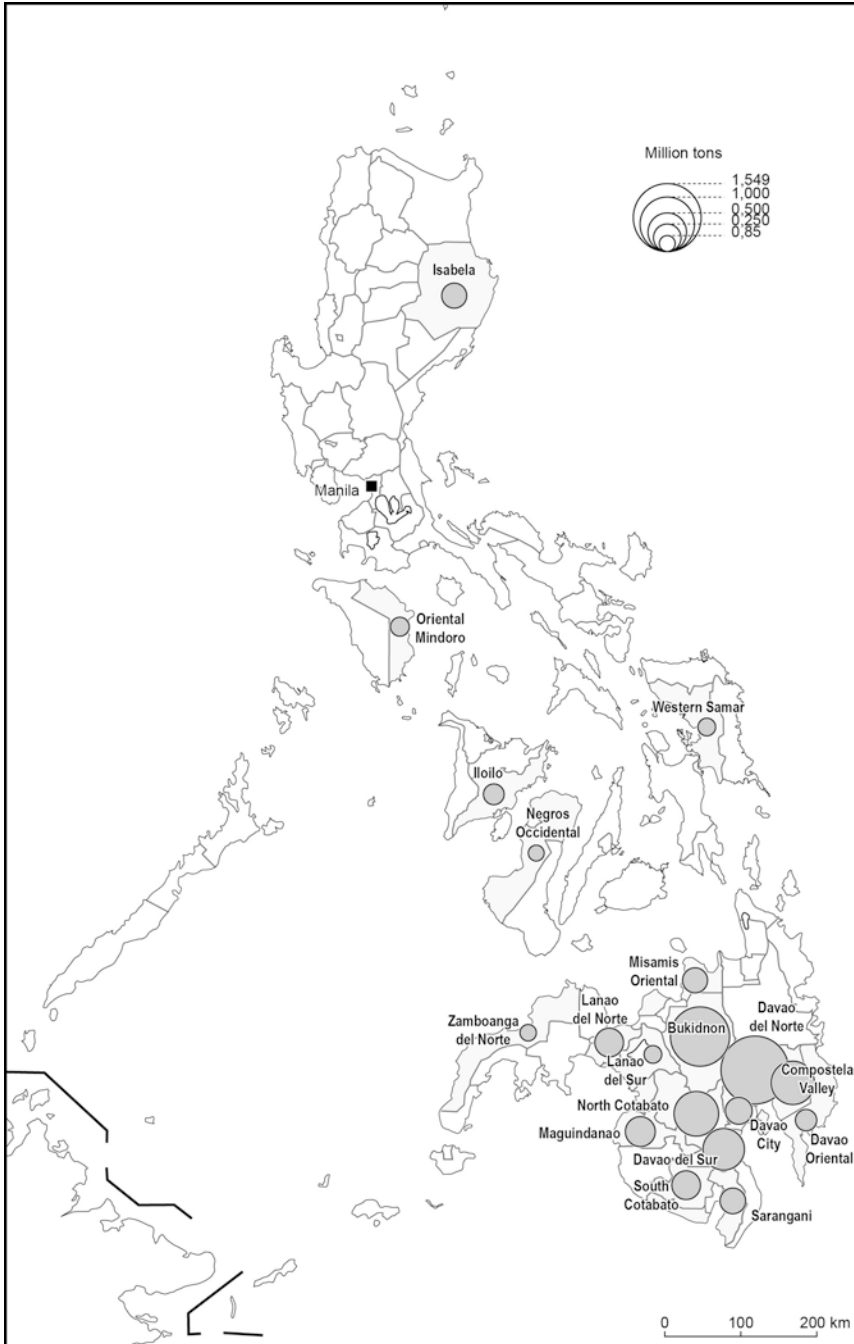 Million tons
1,549
1,000
0,500
0,250
0,85
Isabela
Manila
Oriental
Mindoro
Western Samar
Iloilo
Negros
Occidental
Misamis
Oriental
Lanao
del Norte
Zamboanga
del Norte
Bukidnon
Davao
del Norte
Lanao
del Sur
Compostela
Valley
North Cotabato
Maguindanao
Davao
City
Davao
Oriental
Davao del Sur
South
Cotabato
Sarangani
0 100 200 km